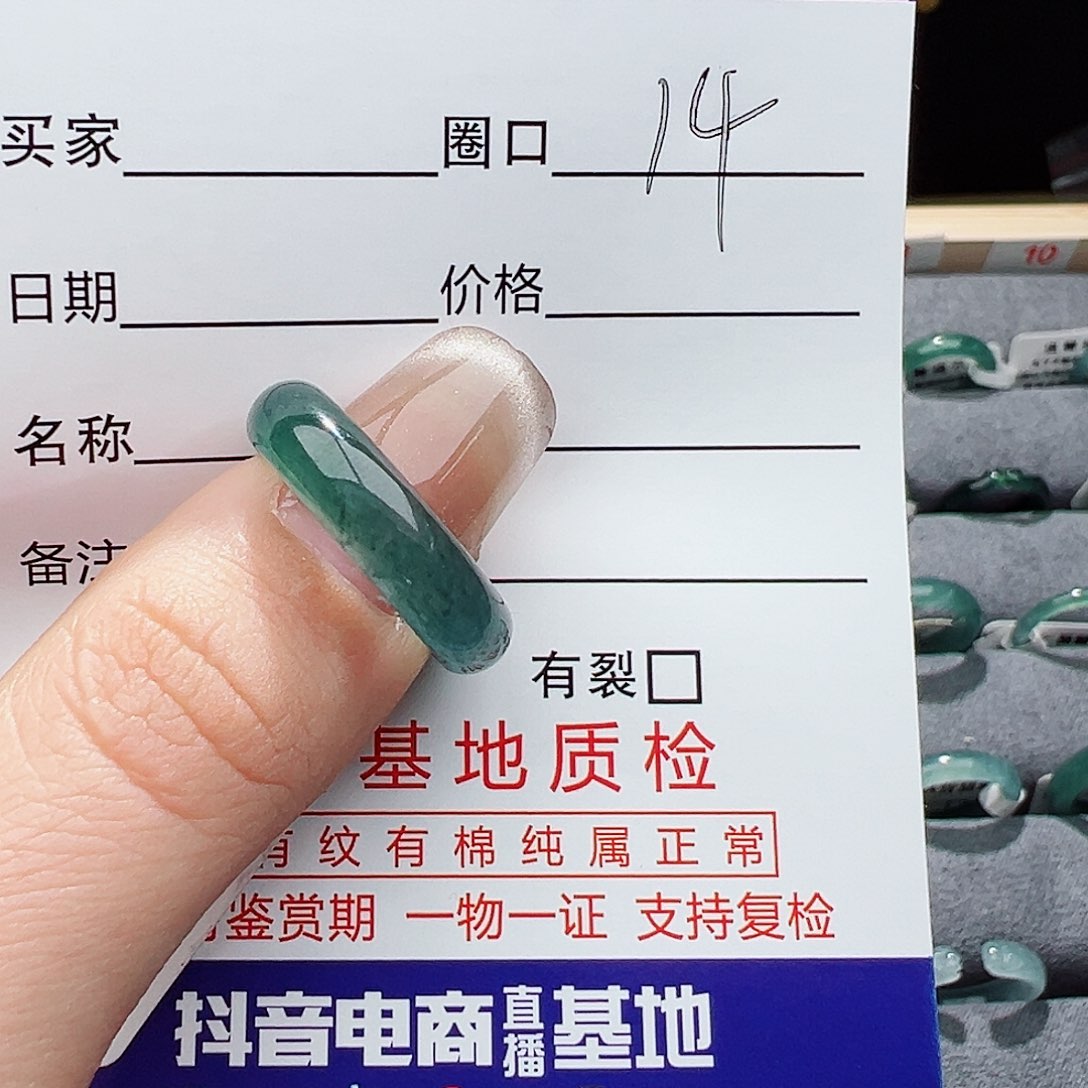 买家 圈口 14
日期 价格
名称
备注
有裂
基地质检
有纹有棉纯属正常
鉴赏期 一物一证 支持复检
抖音电商直播基地
10